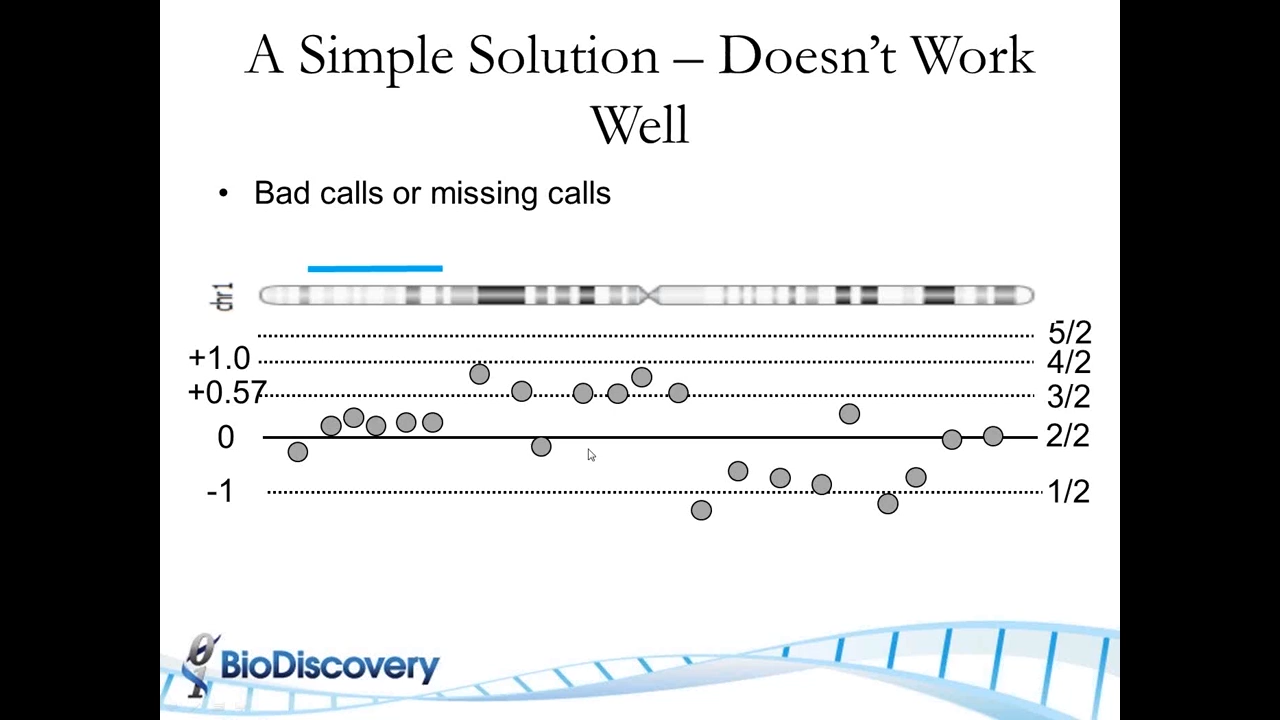 A Simple Solution – Doesn't Work
Well
• Bad calls or missing calls
chr1
5/2
+1.0
4/2
+0.57
3/2
0
2/2
-1
1/2
BioDiscovery